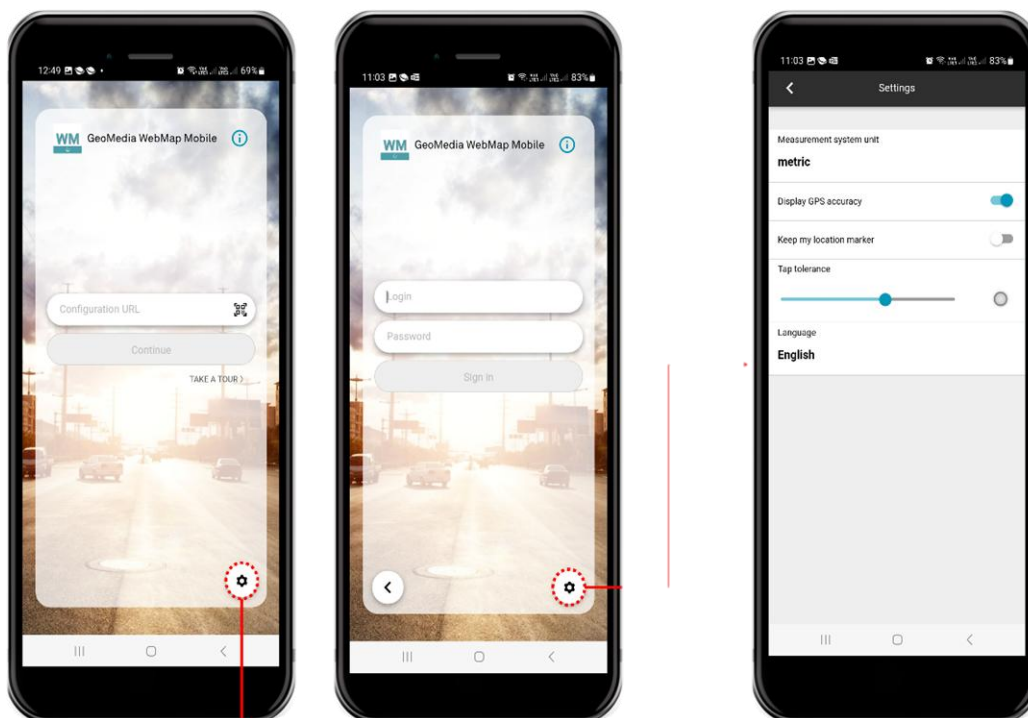 12:49
69%
WM
GeoMedia WebMap Mobile
Configuration URL
Continue
TAKE A TOUR
11:03
83%
WM
GeoMedia WebMap Mobile
Login
Password
Sign in
11:03
83%
Settings
Measurement system unit
metric
Display GPS accuracy
Keep my location marker
Tap tolerance
Language
English